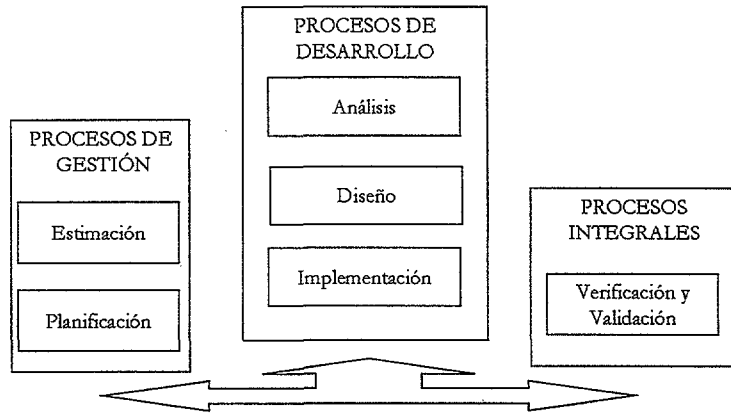 PROCESOS DE
GESTIÓN
Estimación
Planificación
PROCESOS DE
DESARROLLO
Análisis
Diseño
Implementación
PROCESOS
INTEGRALES
Verificación y
Validación